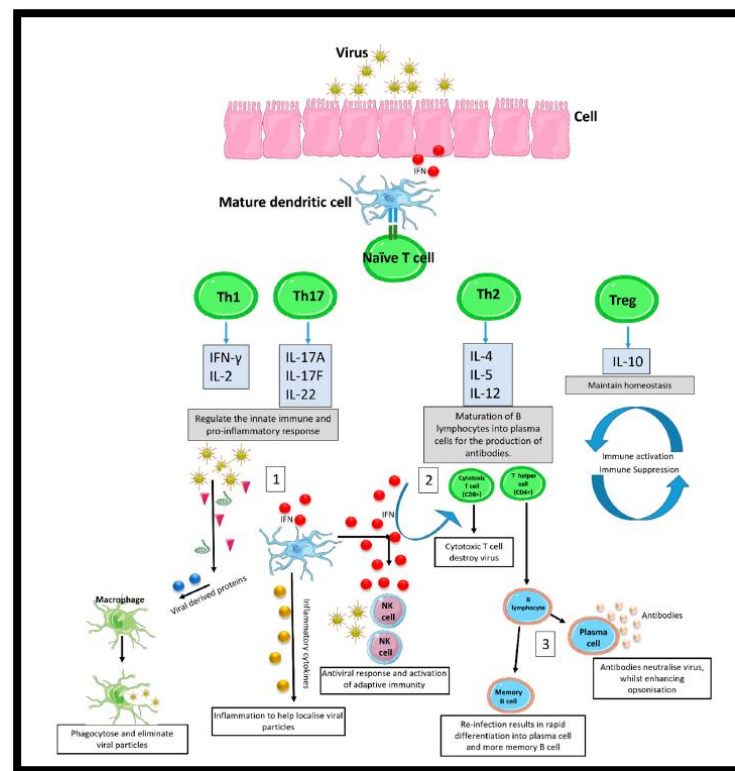 Virus
Cell
IFN
Mature dendritic cell
Naïve T cell
Th1
Th17
Th2
Treg
IFN-γ
IL-2
IL-17A
IL-17F
IL-22
IL-4
IL-5
IL-12
IL-10
Maintain homeostasis
Regulate the innate immune and
pro-inflammatory response
Maturation of B
lymphocytes into plasma
cells for the production of
antibodies.
Immune activation
Immune Suppression
1
2
IFN
IFN
Cytotoxic
T cell
(CD8+)
T helper
cell
(CD4+)
Cytotoxic T cell
destroy virus
Viral derived proteins
Macrophage
Inflammatory cytokines
NK
cell
NK
cell
B
lymphocyte
Antibodies
Plasma
cell
3
Antiviral response and activation
of adaptive immunity
Antibodies neutralise virus,
whilst enhancing
opsonisation
Memory
B cell
Phagocytose and eliminate
viral particles
Inflammation to help localise viral
particles
Re-infection results in rapid
differentiation into plasma cell
and more memory B cell